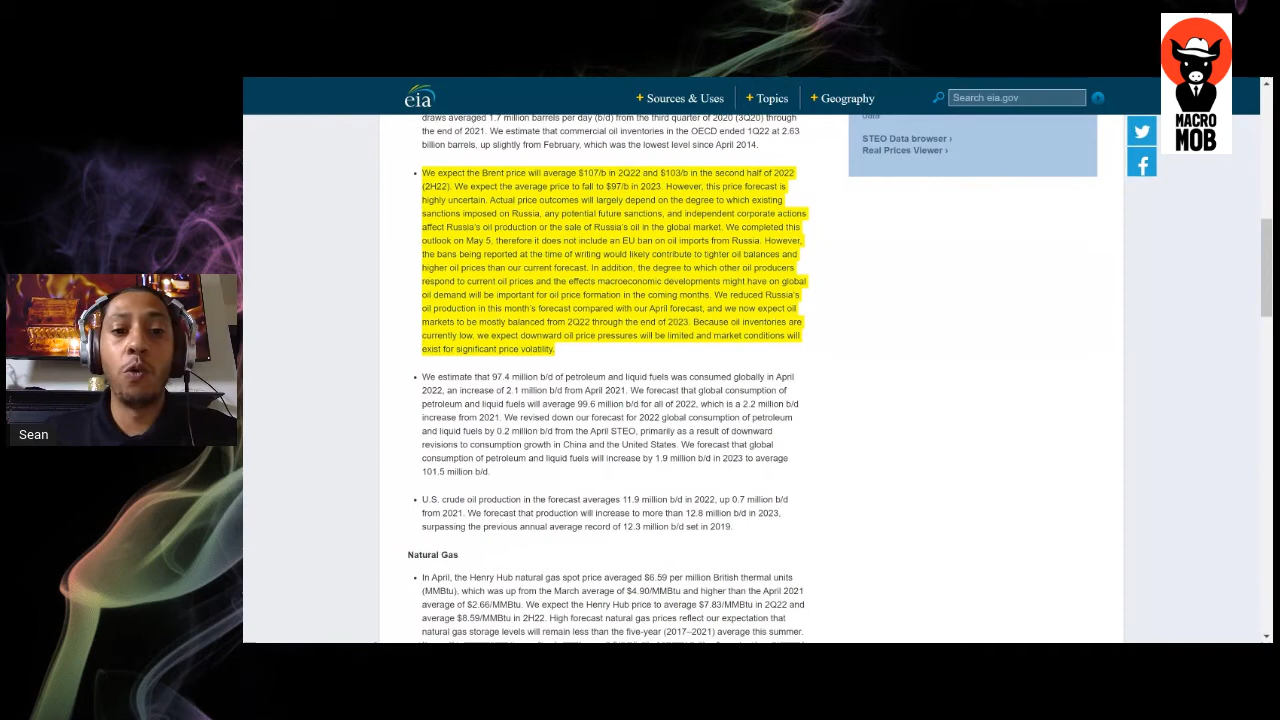 eia
+ Sources & Uses
+ Topics
+ Geography
Search eia.gov
MACRO
MOB
draws averaged 1.7 million barrels per day (b/d) from the third quarter of 2020 (3Q20) through
the end of 2021. We estimate that commercial oil inventories in the OECD ended 1Q22 at 2.63
billion barrels, up slightly from February, which was the lowest level since April 2014.
data
STEO Data browser ›
Real Prices Viewer ›
• We expect the Brent price will average $107/b in 2Q22 and $103/b in the second half of 2022
(2H22). We expect the average price to fall to $97/b in 2023. However, this price forecast is
highly uncertain. Actual price outcomes will largely depend on the degree to which existing
sanctions imposed on Russia, any potential future sanctions, and independent corporate actions
affect Russia's oil production or the sale of Russia's oil in the global market. We completed this
outlook on May 5, therefore it does not include an EU ban on oil imports from Russia. However,
the bans being reported at the time of writing would likely contribute to tighter oil balances and
higher oil prices than our current forecast. In addition, the degree to which other oil producers
respond to current oil prices and the effects macroeconomic developments might have on global
oil demand will be important for oil price formation in the coming months. We reduced Russia's
oil production in this month's forecast compared with our April forecast, and we now expect oil
markets to be mostly balanced from 2Q22 through the end of 2023. Because oil inventories are
currently low, we expect downward oil price pressures will be limited and market conditions will
exist for significant price volatility.
• We estimate that 97.4 million b/d of petroleum and liquid fuels was consumed globally in April
2022, an increase of 2.1 million b/d from April 2021. We forecast that global consumption of
petroleum and liquid fuels will average 99.6 million b/d for all of 2022, which is a 2.2 million b/d
increase from 2021. We revised down our forecast for 2022 global consumption of petroleum
and liquid fuels by 0.2 million b/d from the April STEO, primarily as a result of downward
revisions to consumption growth in China and the United States. We forecast that global
consumption of petroleum and liquid fuels will increase by 1.9 million b/d in 2023 to average
101.5 million b/d.
• U.S. crude oil production in the forecast averages 11.9 million b/d in 2022, up 0.7 million b/d
from 2021. We forecast that production will increase to more than 12.8 million b/d in 2023,
surpassing the previous annual average record of 12.3 million b/d set in 2019.
Natural Gas
• In April, the Henry Hub natural gas spot price averaged $6.59 per million British thermal units
(MMBtu), which was up from the March average of $4.90/MMBtu and higher than the April 2021
average of $2.66/MMBtu. We expect the Henry Hub price to average $7.83/MMBtu in 2Q22 and
average $8.59/MMBtu in 2H22. High forecast natural gas prices reflect our expectation that
natural gas storage levels will remain less than the five-year (2017–2021) average this summer.
Sean